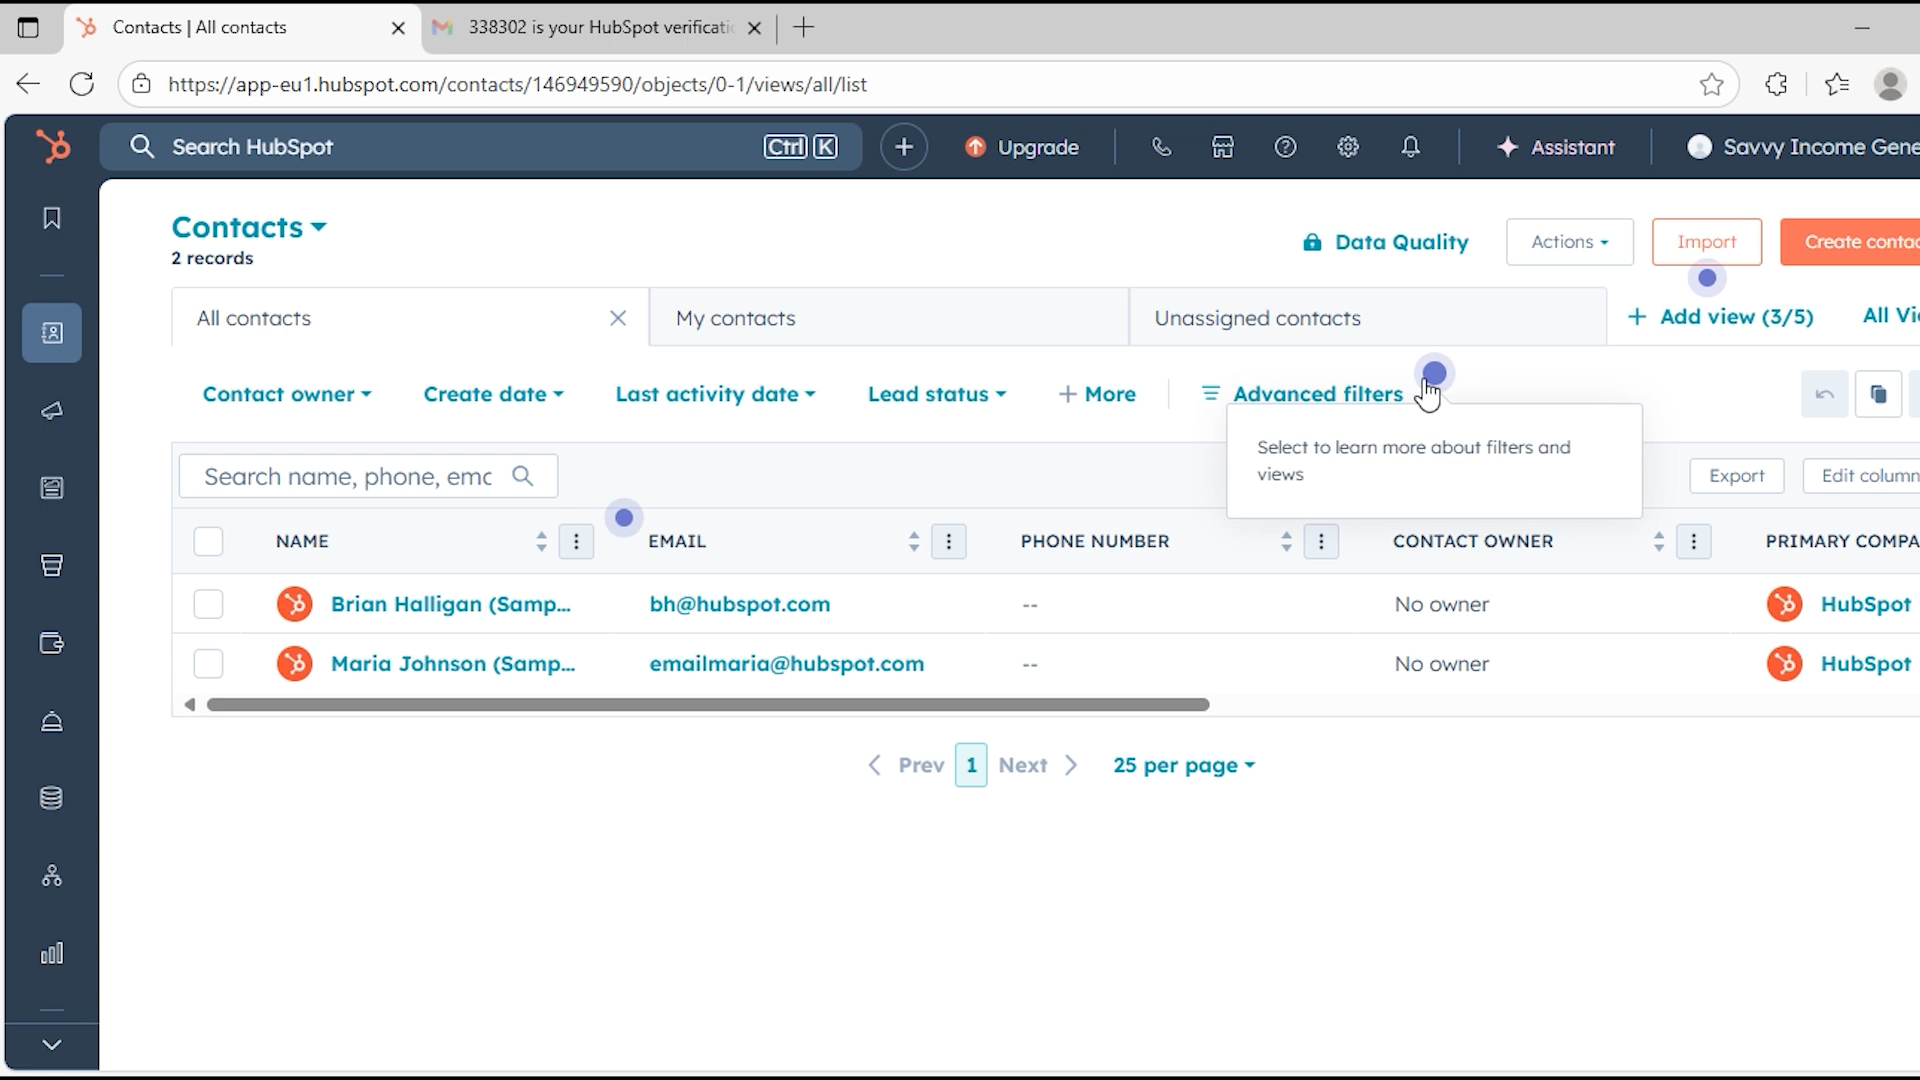 Contacts | All contacts
338302 is your HubSpot verificati
https://app-eu1.hubspot.com/contacts/146949590/objects/0-1/views/all/list
Search HubSpot
Ctrl K
Upgrade
Assistant
Savvy Income Gene
Contacts
2 records
Data Quality
Actions
Import
Create contac
All contacts
My contacts
Unassigned contacts
+ Add view (3/5)
All Vie
Contact owner
Create date
Last activity date
Lead status
+ More
Advanced filters
Select to learn more about filters and
views
Search name, phone, ema
Export
Edit column
NAME
EMAIL
PHONE NUMBER
CONTACT OWNER
PRIMARY COMPA
Brian Halligan (Samp...
bh@hubspot.com
--
No owner
HubSpot
Maria Johnson (Samp...
emailmaria@hubspot.com
--
No owner
HubSpot
Prev
1
Next
25 per page